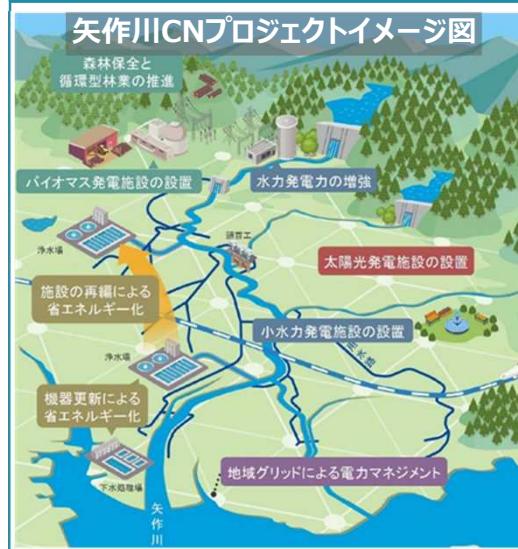 矢作川CNプロジェクトイメージ図
森林保全と
循環型林業の推進
バイオマス発電施設の設置
水力発電力の増強
浄水場
頭首工
太陽光発電施設の設置
施設の再編による
省エネルギー化
小水力発電施設の設置
浄水場
機器更新による
省エネルギー化
地域グリッドによる電力マネジメント
下水処理場
矢作川